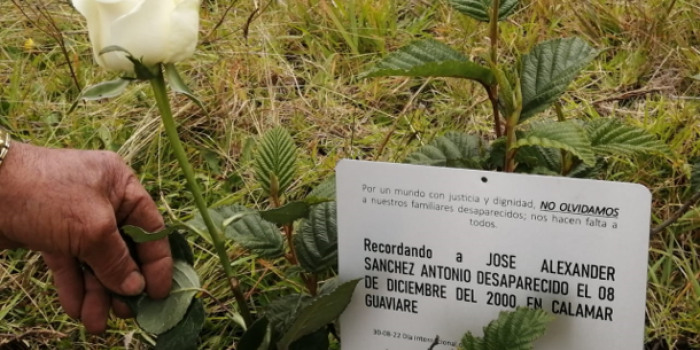 Por un mundo con justicia y dignidad, NO OLVIDAMOS
a nuestros familiares desaparecidos; nos hacen falta a
todos.
Recordando a JOSE ALEXANDER
SANCHEZ ANTONIO DESAPARECIDO EL 08
DE DICIEMBRE DEL 2000 EN CALAMAR
GUAVIARE
30-08-22 Día internacional